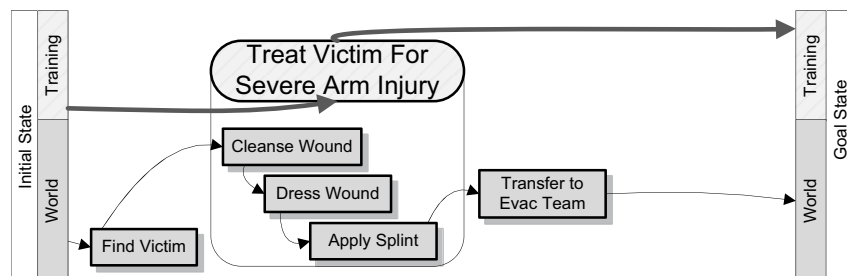 Initial State
Training
World
Treat Victim For
Severe Arm Injury
Cleanse Wound
Dress Wound
Apply Splint
Find Victim
Transfer to
Evac Team
Training
World
Goal State